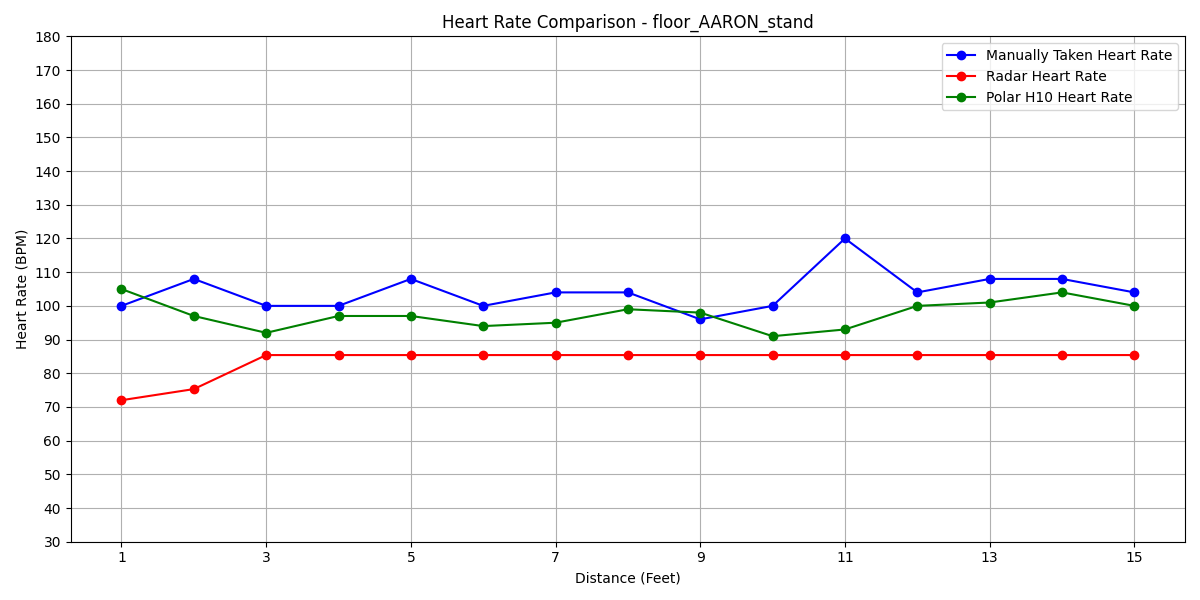 Heart Rate Comparison - floor_AARON_stand
Manually Taken Heart Rate
Radar Heart Rate
Polar H10 Heart Rate
Heart Rate (BPM)
180
170
160
150
140
130
120
110
100
90
80
70
60
50
40
30
1 3 5 7 9 11 13 15
Distance (Feet)